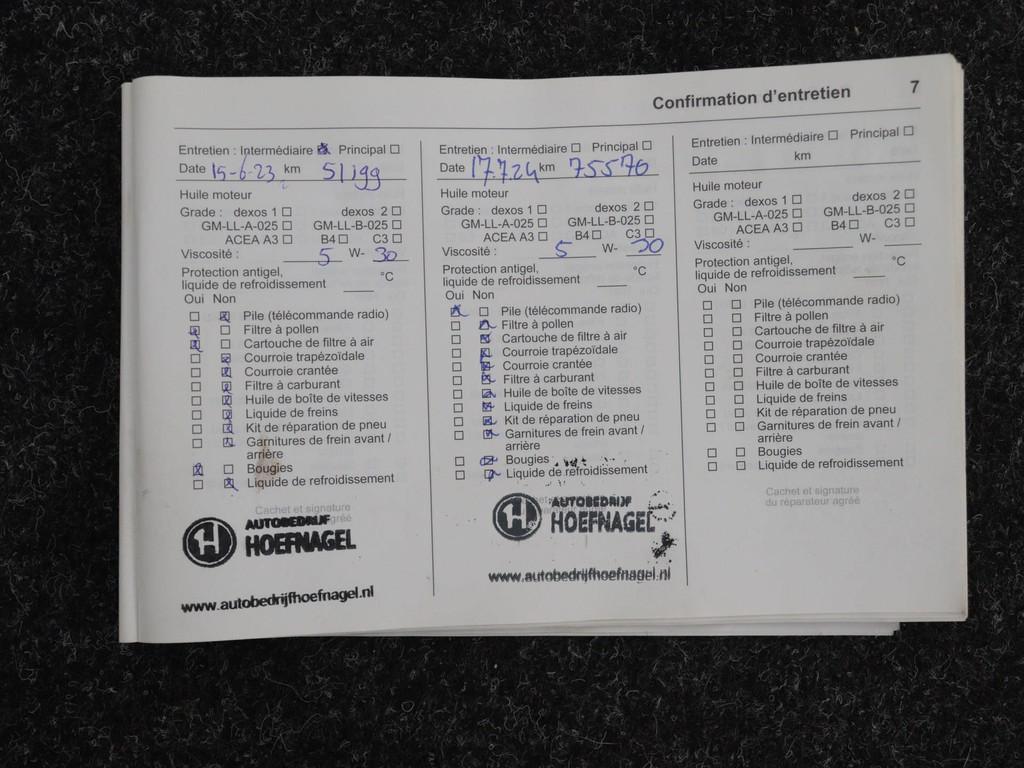 Confirmation d'entretien 7
Entretien : Intermédiaire ☒ Principal ☐
Date 15-6-23 km 51199
Huile moteur
Grade : dexos 1 ☐ dexos 2 ☐
GM-LL-A-025 ☐ GM-LL-B-025 ☐
ACEA A3 ☐ B4 ☐ C3 ☐
Viscosité : 5 W- 30
Protection antigel,
liquide de refroidissement ____ °C
Oui Non
☐ ☒ Pile (télécommande radio)
☒ ☐ Filtre à pollen
☒ ☐ Cartouche de filtre à air
☐ ☒ Courroie trapézoïdale
☐ ☒ Courroie crantée
☐ ☒ Filtre à carburant
☐ ☒ Huile de boîte de vitesses
☐ ☒ Liquide de freins
☐ ☒ Kit de réparation de pneu
☐ ☒ Garnitures de frein avant /
arrière
☒ ☐ Bougies
☐ ☒ Liquide de refroidissement
Cachet et signature
agréé
AUTOBEDRIJF
HOEFNAGEL
www.autobedrijfhoefnagel.nl
Entretien : Intermédiaire ☐ Principal ☐
Date 17.7.24 km 75576
Huile moteur
Grade : dexos 1 ☐ dexos 2 ☐
GM-LL-A-025 ☐ GM-LL-B-025 ☐
ACEA A3 ☐ B4 ☐ C3 ☐
Viscosité : 5 W- 30
Protection antigel,
liquide de refroidissement ____ °C
Oui Non
☒ ☐ Pile (télécommande radio)
☐ ☒ Filtre à pollen
☐ ☒ Cartouche de filtre à air
☐ ☒ Courroie trapézoïdale
☐ ☒ Courroie crantée
☐ ☒ Filtre à carburant
☐ ☒ Huile de boîte de vitesses
☐ ☒ Liquide de freins
☐ ☒ Kit de réparation de pneu
☐ ☒ Garnitures de frein avant /
arrière
☐ ☒ Bougies
☐ ☒ Liquide de refroidissement
AUTOBEDRIJF
HOEFNAGEL
www.autobedrijfhoefnagel.nl
Entretien : Intermédiaire ☐ Principal ☐
Date km
Huile moteur
Grade : dexos 1 ☐ dexos 2 ☐
GM-LL-A-025 ☐ GM-LL-B-025 ☐
ACEA A3 ☐ B4 ☐ C3 ☐
Viscosité : ____ W- ____
Protection antigel,
liquide de refroidissement ____ °C
Oui Non
☐ ☐ Pile (télécommande radio)
☐ ☐ Filtre à pollen
☐ ☐ Cartouche de filtre à air
☐ ☐ Courroie trapézoïdale
☐ ☐ Courroie crantée
☐ ☐ Filtre à carburant
☐ ☐ Huile de boîte de vitesses
☐ ☐ Liquide de freins
☐ ☐ Kit de réparation de pneu
☐ ☐ Garnitures de frein avant /
arrière
☐ ☐ Bougies
☐ ☐ Liquide de refroidissement
Cachet et signature
du réparateur agréé